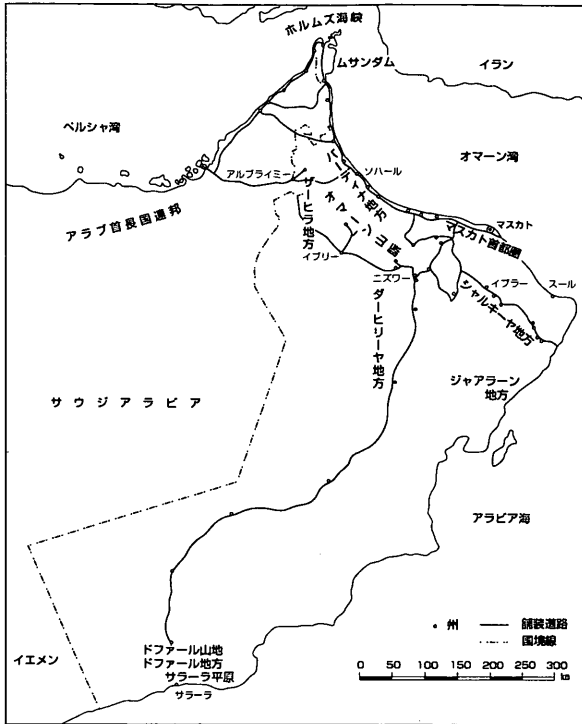 ホルムズ海峡
ムサンダム
イラン
ペルシャ湾
アルブライミー
ソハール
オマーン湾
バーティナ地方
ザーヒラ地方
オマーン山脈
マスカト
マスカト首都圏
アラブ首長国連邦
イブリー
ニズワー
イブラー
スール
シャルキーヤ地方
ダーヒリーヤ地方
サウジアラビア
ジャアラーン
地方
アラビア海
州
舗装道路
国境線
イエメン
ドファール山地
ドファール地方
サラーラ平原
サラーラ
0 50 100 150 200 250 300
km